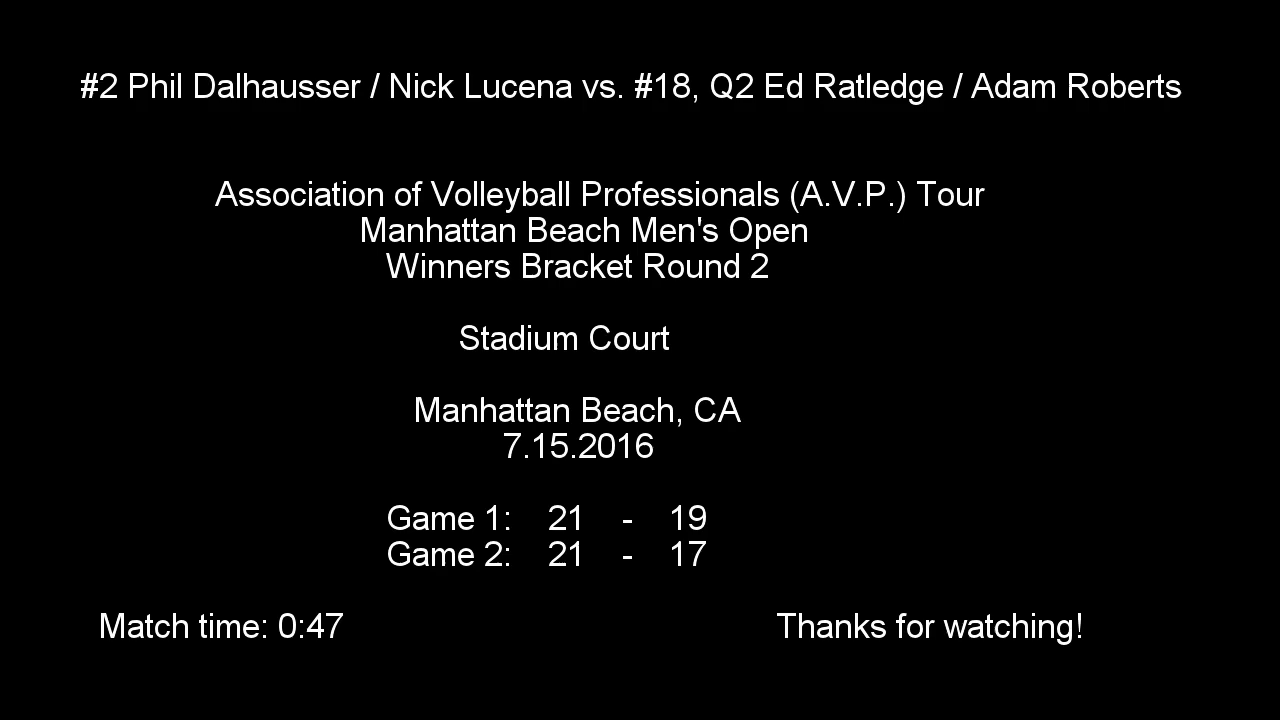 #2 Phil Dalhausser / Nick Lucena vs. #18, Q2 Ed Ratledge / Adam Roberts
Association of Volleyball Professionals (A.V.P.) Tour
Manhattan Beach Men's Open
Winners Bracket Round 2
Stadium Court
Manhattan Beach, CA
7.15.2016
Game 1: 21 - 19
Game 2: 21 - 17
Match time: 0:47 Thanks for watching!